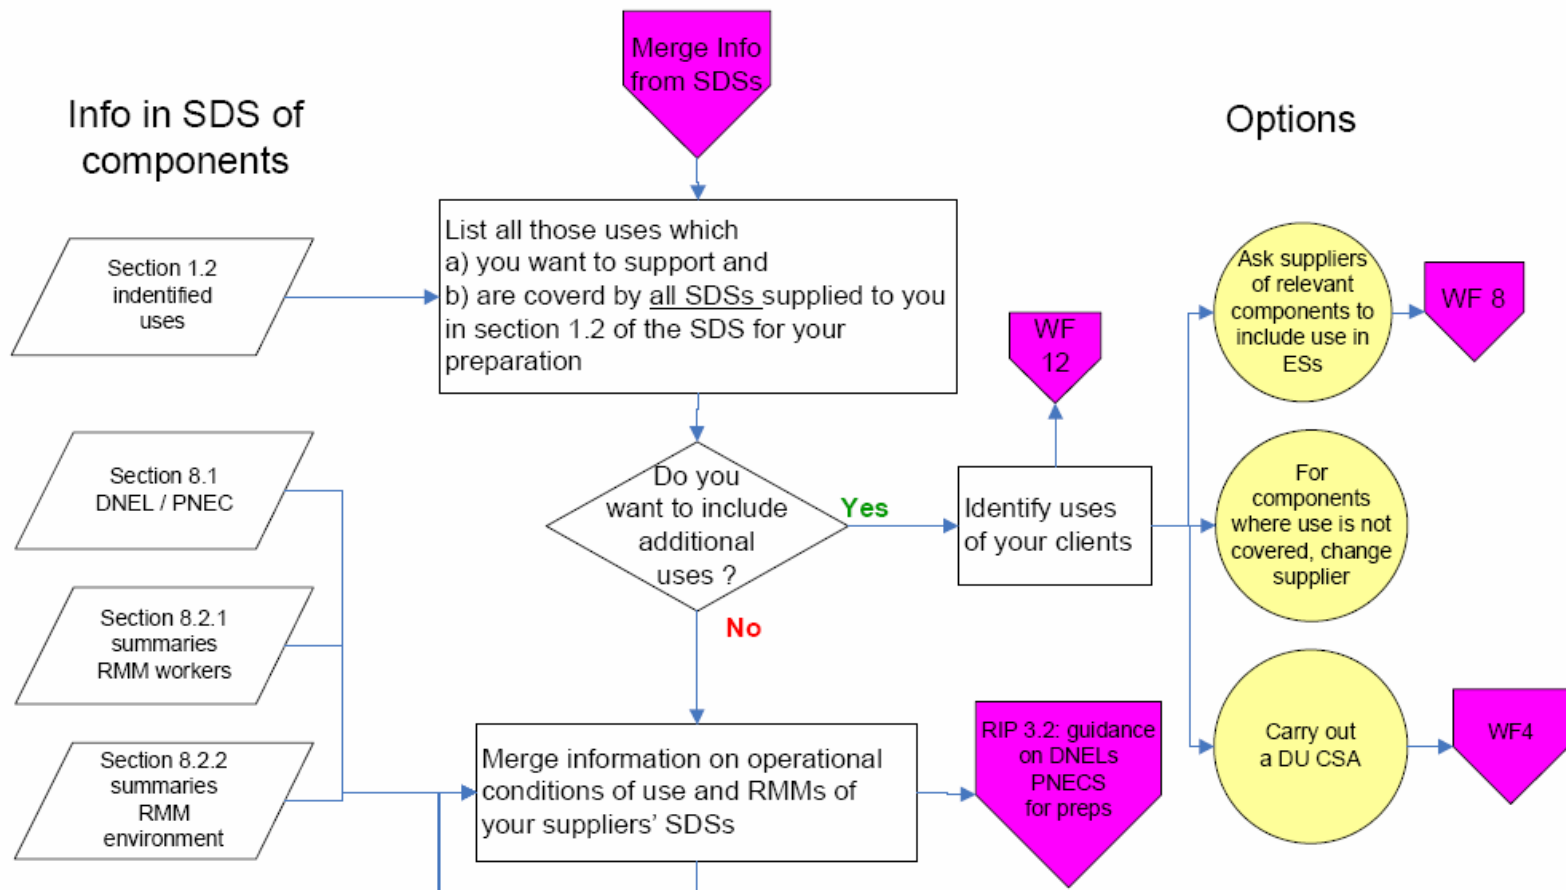 Merge Info
from SDSs
Info in SDS of
components
Options
Section 1.2
indentified
uses
List all those uses which
a) you want to support and
b) are coverd by all SDSs supplied to you
in section 1.2 of the SDS for your
preparation
Ask suppliers
of relevant
components to
include use in
ESs
WF 8
WF
12
Section 8.1
DNEL / PNEC
Do you
want to include
additional
uses ?
Yes
No
Identify uses
of your clients
For
components
where use is not
covered, change
supplier
Section 8.2.1
summaries
RMM workers
Section 8.2.2
summaries
RMM
environment
Merge information on operational
conditions of use and RMMs of
your suppliers' SDSs
RIP 3.2: guidance
on DNELs
PNECS
for preps
Carry out
a DU CSA
WF4